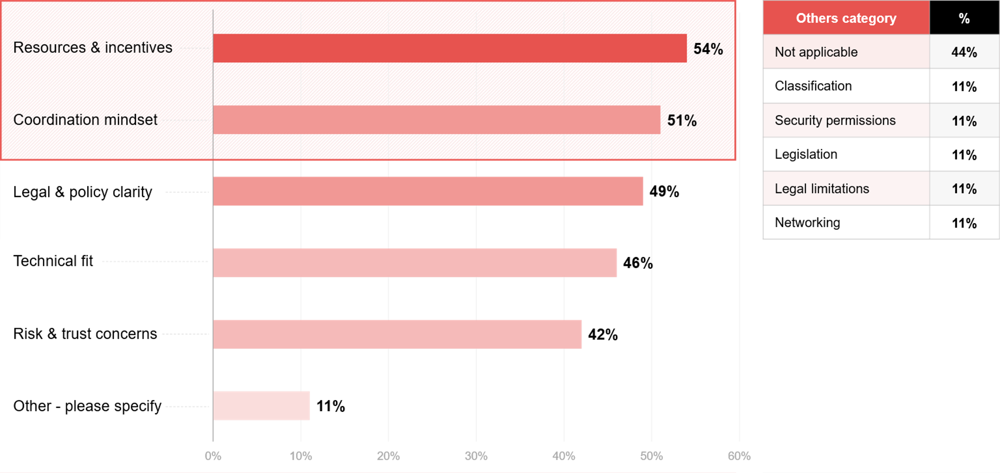 Resources & incentives 54%
Coordination mindset 51%
Legal & policy clarity 49%
Technical fit 46%
Risk & trust concerns 42%
Other - please specify 11%
0% 10% 20% 30% 40% 50% 60%
Others category %
Not applicable 44%
Classification 11%
Security permissions 11%
Legislation 11%
Legal limitations 11%
Networking 11%